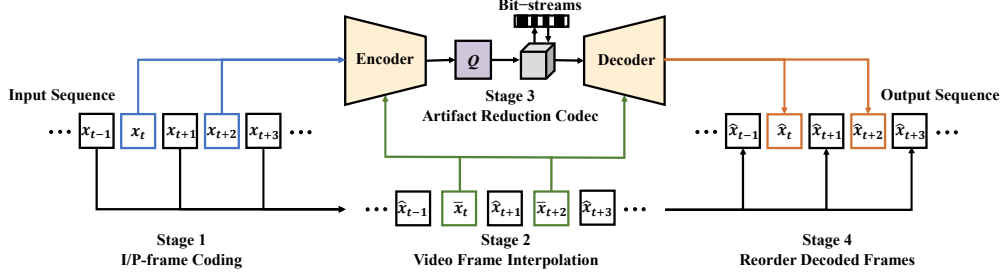 Bit−streams
Encoder
Q
Decoder
Stage 3
Artifact Reduction Codec
Input Sequence
Output Sequence
··· x_{t−1} x_t x_{t+1} x_{t+2} x_{t+3} ···
··· x̂_{t−1} x̂_t x̂_{t+1} x̂_{t+2} x̂_{t+3} ···
··· x̂_{t−1} x̄_t x̂_{t+1} x̄_{t+2} x̂_{t+3} ···
Stage 1
I/P-frame Coding
Stage 2
Video Frame Interpolation
Stage 4
Reorder Decoded Frames